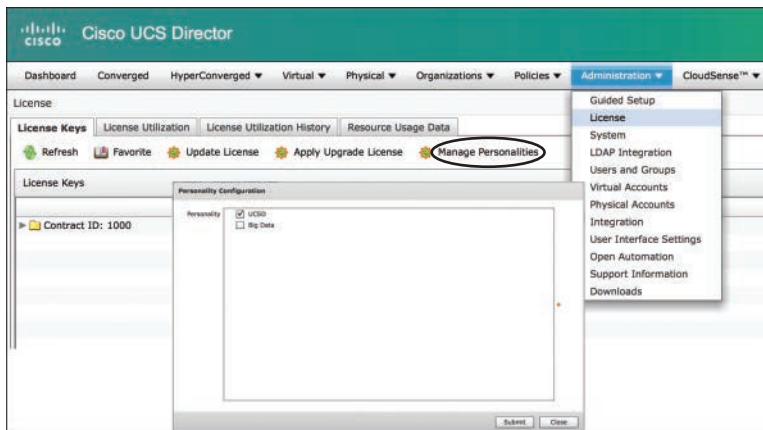 CISCO Cisco UCS Director
Dashboard Converged HyperConverged Virtual Physical Organizations Policies Administration CloudSense™
License
License Keys License Utilization License Utilization History Resource Usage Data
Refresh Favorite Update License Apply Upgrade License Manage Personalities
License Keys
Contract ID: 1000
Guided Setup
License
System
LDAP Integration
Users and Groups
Virtual Accounts
Physical Accounts
Integration
User Interface Settings
Open Automation
Support Information
Downloads
Personality Configuration
Personality UCSD
Big Data
Submit Close